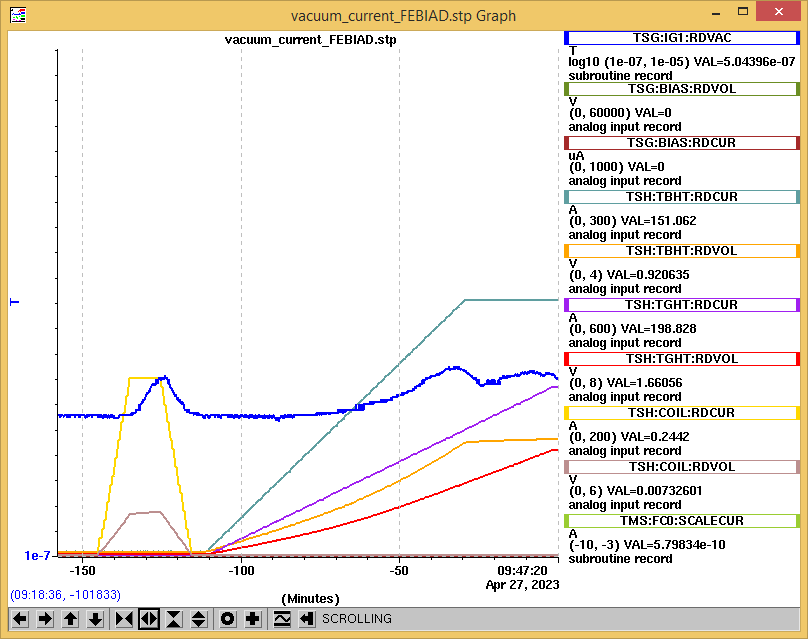 vacuum_current_FEBIAD.stp Graph
vacuum_current_FEBIAD.stp
T
1e-7
-150
-100
-50
09:47:20
Apr 27, 2023
(09:18:36, -101833)
(Minutes)
SCROLLING
TSG:IG1:RDVAC
T
log10 (1e-07, 1e-05) VAL=5.04396e-07
subroutine record
TSG:BIAS:RDVOL
V
(0, 60000) VAL=0
analog input record
TSG:BIAS:RDCUR
uA
(0, 1000) VAL=0
analog input record
TSH:TBHT:RDCUR
A
(0, 300) VAL=151.062
analog input record
TSH:TBHT:RDVOL
V
(0, 4) VAL=0.920635
analog input record
TSH:TGHT:RDCUR
A
(0, 600) VAL=198.828
analog input record
TSH:TGHT:RDVOL
V
(0, 8) VAL=1.66056
analog input record
TSH:COIL:RDCUR
A
(0, 200) VAL=0.2442
analog input record
TSH:COIL:RDVOL
V
(0, 6) VAL=0.00732601
analog input record
TMS:FC0:SCALECUR
A
(-10, -3) VAL=5.79834e-10
subroutine record